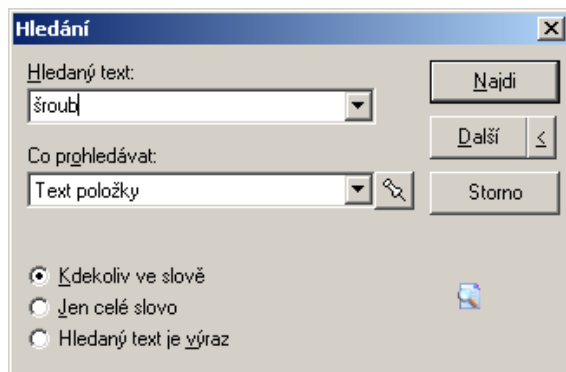 Hledání
Hledaný text:
šroub
Najdi
Další <
Co prohledávat:
Text položky
Storno
Kdekoliv ve slově
Jen celé slovo
Hledaný text je výraz